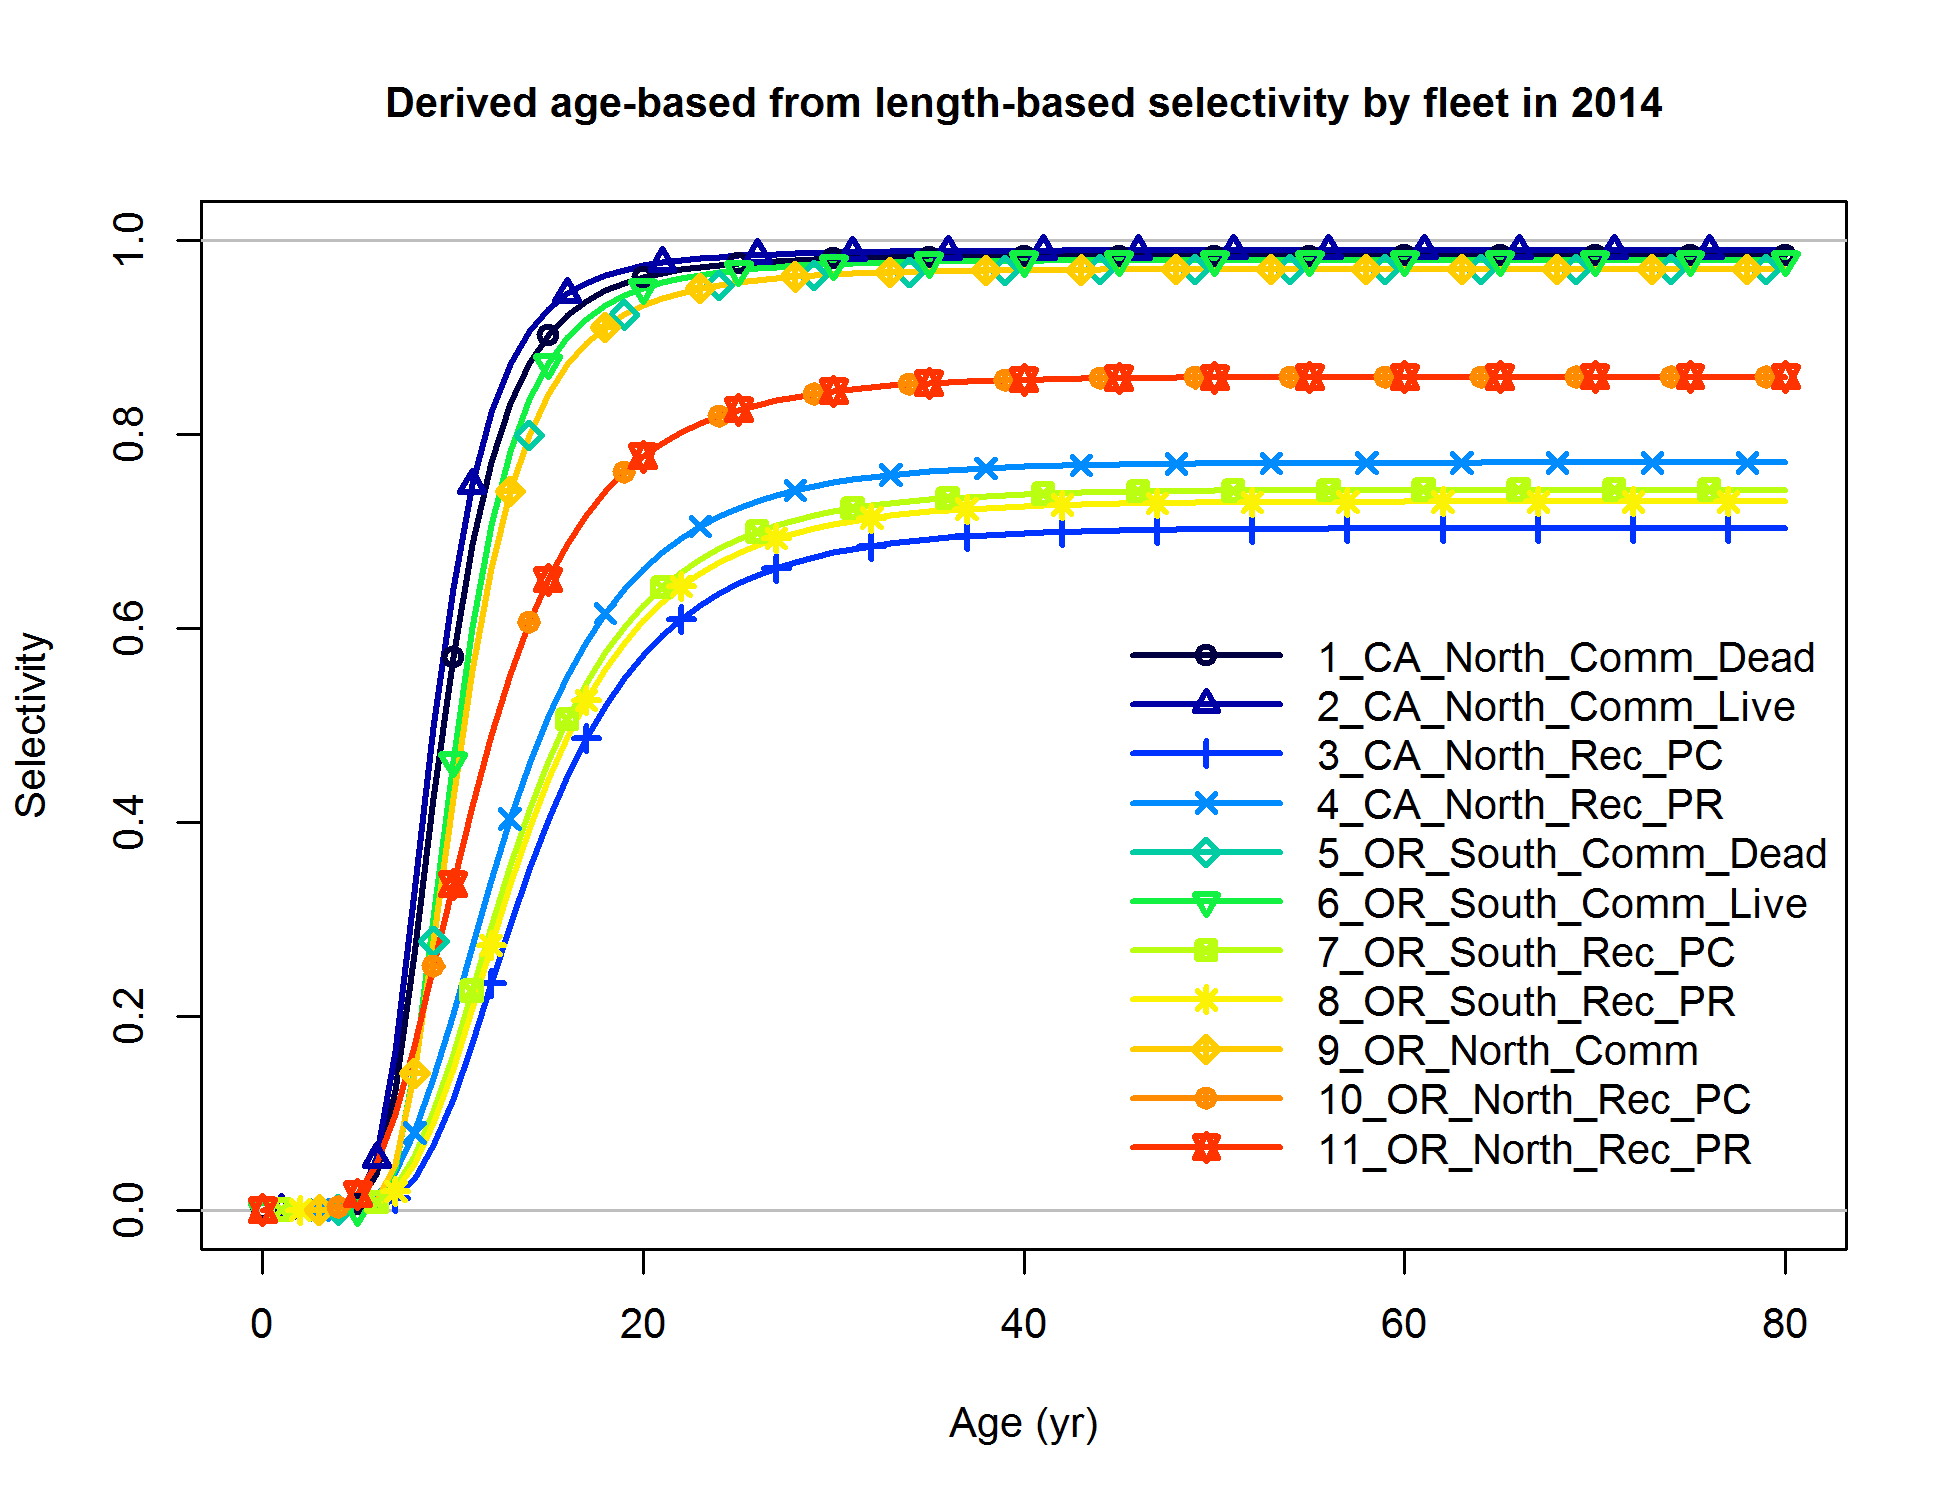 Derived age-based from length-based selectivity by fleet in 2014
Selectivity
1.0
0.8
0.6
0.4
0.2
0.0
1_CA_North_Comm_Dead
2_CA_North_Comm_Live
3_CA_North_Rec_PC
4_CA_North_Rec_PR
5_OR_South_Comm_Dead
6_OR_South_Comm_Live
7_OR_South_Rec_PC
8_OR_South_Rec_PR
9_OR_North_Comm
10_OR_North_Rec_PC
11_OR_North_Rec_PR
0 20 40 60 80
Age (yr)